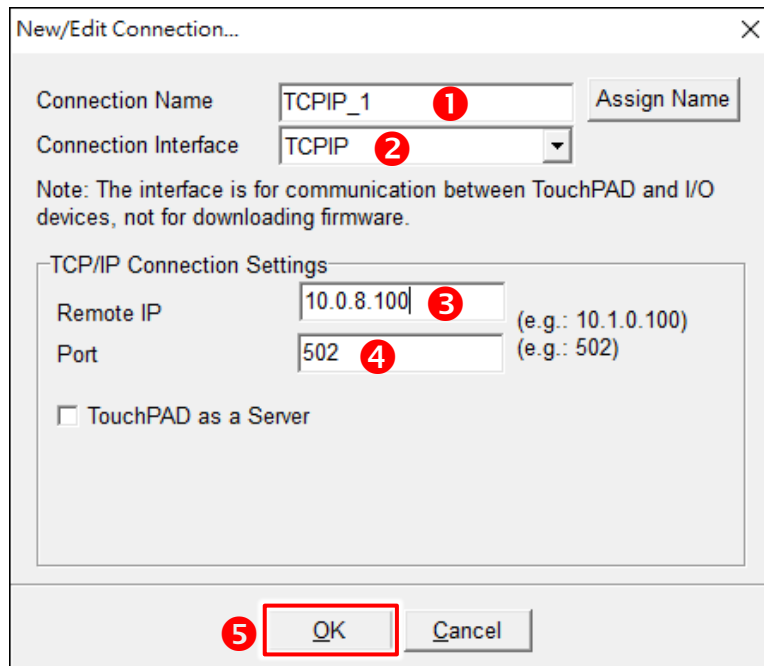 New/Edit Connection...
Connection Name TCPIP_1 1 Assign Name
Connection Interface TCPIP 2
Note: The interface is for communication between TouchPAD and I/O
devices, not for downloading firmware.
TCP/IP Connection Settings
Remote IP 10.0.8.100 3 (e.g.: 10.1.0.100)
Port 502 4 (e.g.: 502)
TouchPAD as a Server
5 OK Cancel